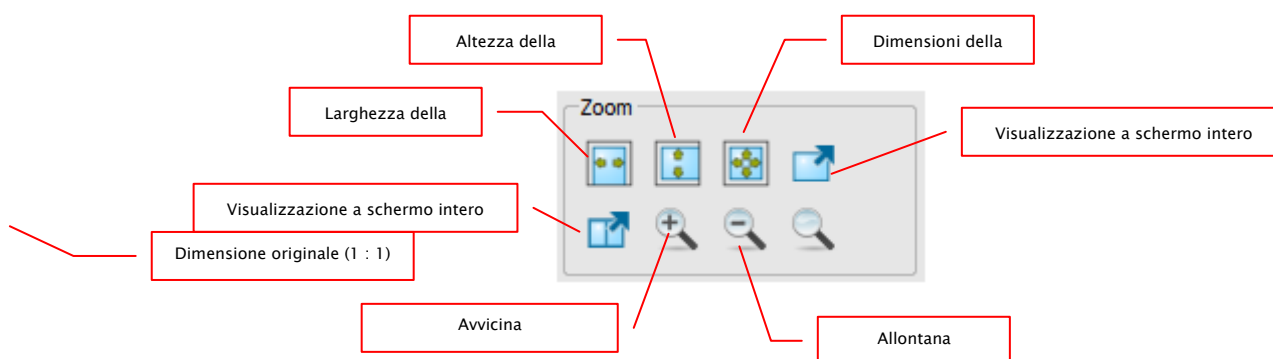 Altezza della
Dimensioni della
Larghezza della
Zoom
Visualizzazione a schermo intero
Visualizzazione a schermo intero
Dimensione originale (1 : 1)
Avvicina
Allontana